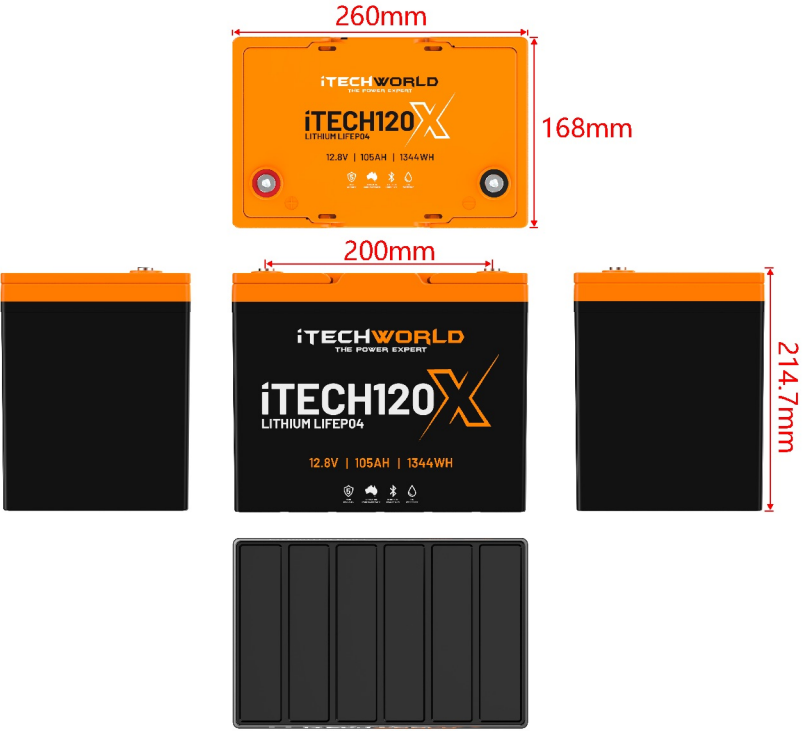 260mm
iTECHWORLD
THE POWER EXPERT
iTECH120X
LITHIUM LIFEPO4
12.8V | 105AH | 1344WH
168mm
200mm
iTECHWORLD
THE POWER EXPERT
iTECH120X
LITHIUM LIFEPO4
12.8V | 105AH | 1344WH
214.7mm